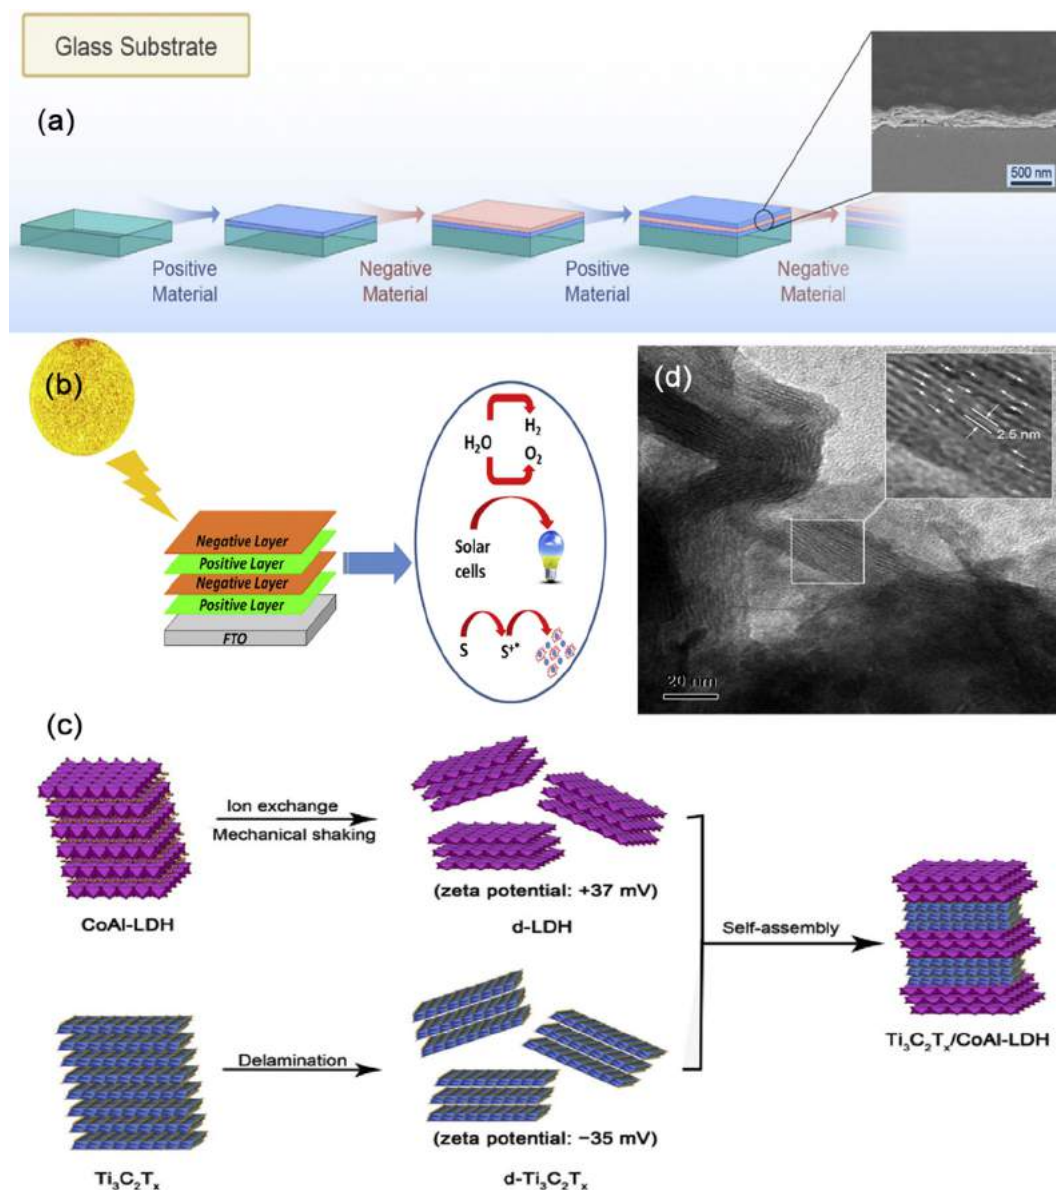 Glass Substrate
(a)
500 nm
Positive
Material
Negative
Material
Positive
Material
Negative
Material
(b)
Negative Layer
Positive Layer
Negative Layer
Positive Layer
FTO
H₂O
H₂
O₂
Solar
cells
S
S⁺•
(d)
2.5 nm
20 nm
(c)
CoAl-LDH
Ion exchange
Mechanical shaking
(zeta potential: +37 mV)
d-LDH
Self-assembly
Ti₃C₂Tₓ/CoAl-LDH
Ti₃C₂Tₓ
Delamination
(zeta potential: −35 mV)
d-Ti₃C₂Tₓ